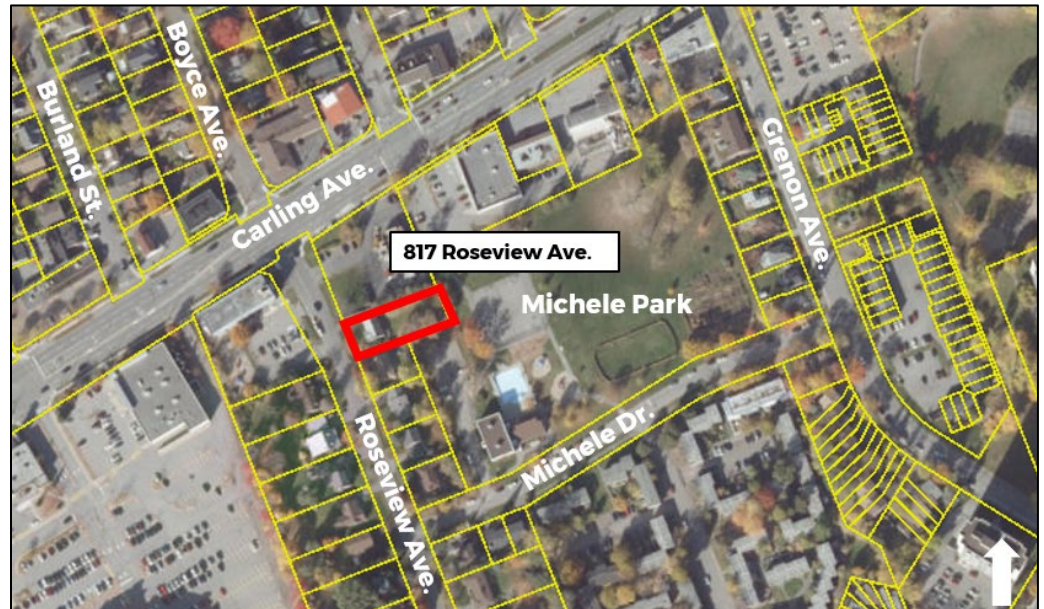 Boyce Ave.
Burland St.
Carling Ave.
Grenon Ave.
817 Roseview Ave.
Michele Park
Roseview Ave.
Michele Dr.